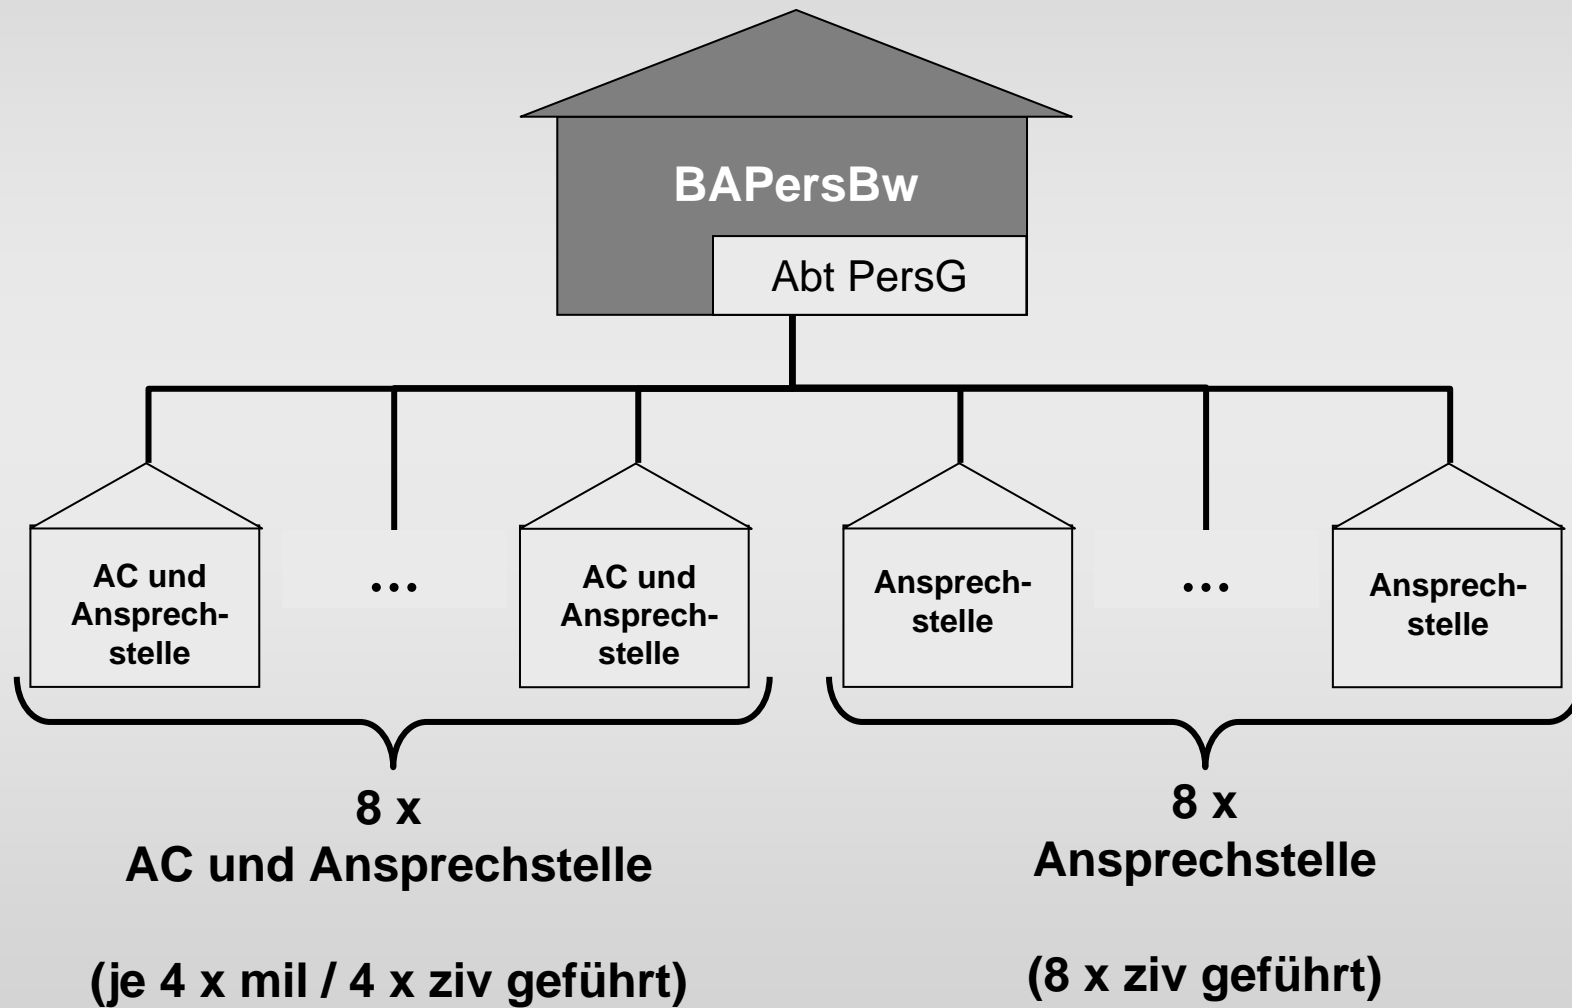 BAPersBw
Abt PersG
AC und
Ansprech-
stelle
...
AC und
Ansprech-
stelle
Ansprech-
stelle
...
Ansprech-
stelle
8 x
AC und Ansprechstelle
(je 4 x mil / 4 x ziv geführt)
8 x
Ansprechstelle
(8 x ziv geführt)